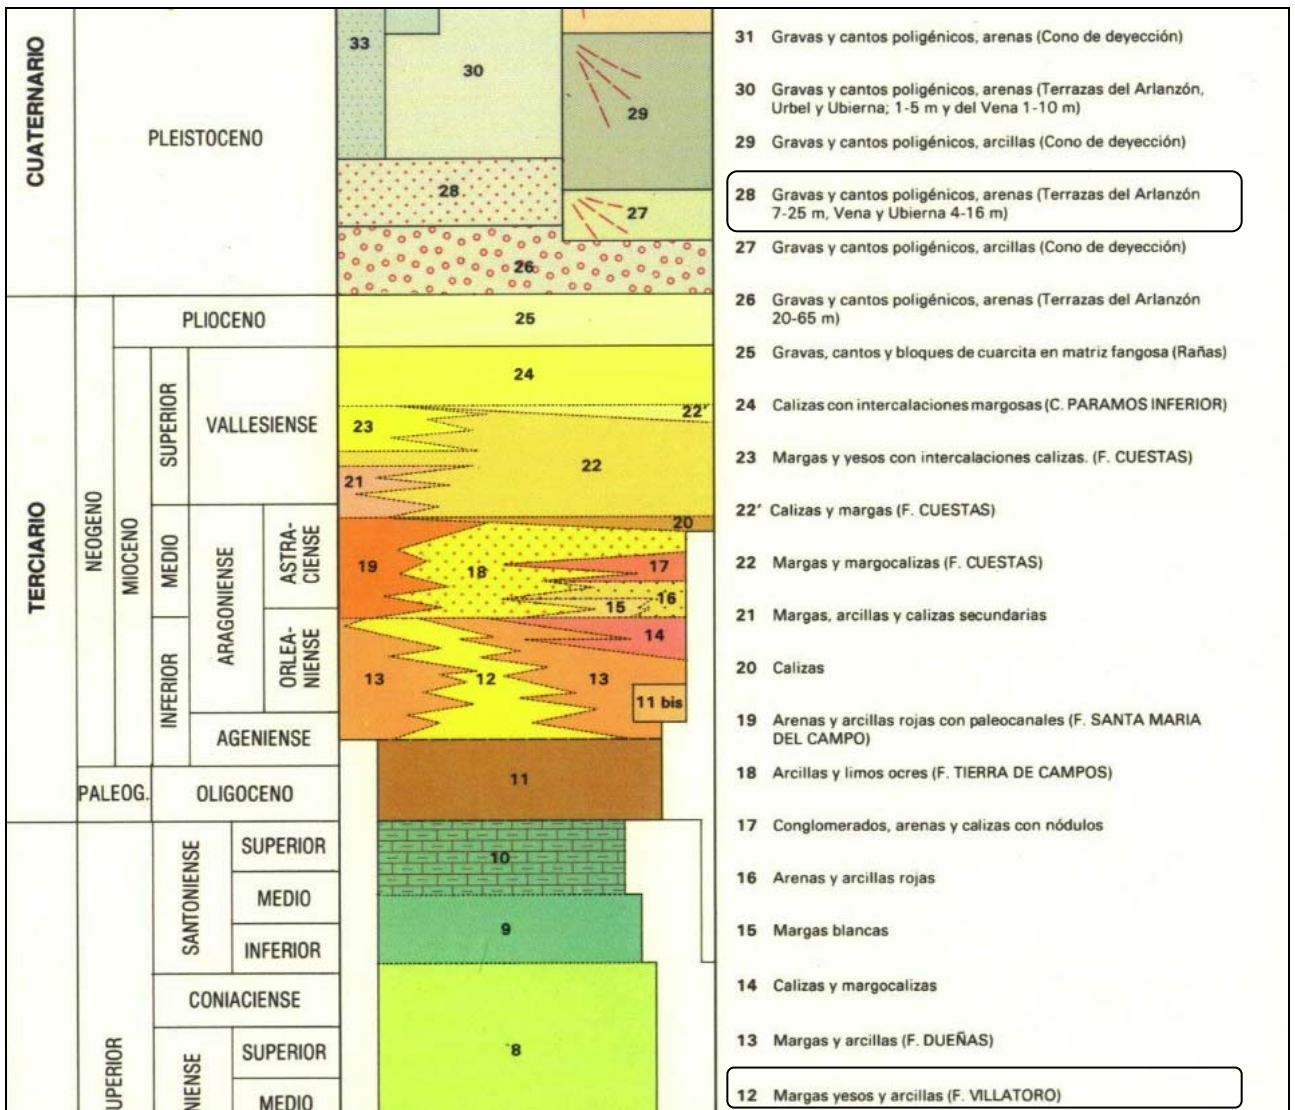 CUATERNARIO
PLEISTOCENO
33
30
29
28
27
26
TERCIARIO
NEOGENO
PLIOCENO
25
MIOCENO
SUPERIOR
VALLESIENSE
24
22'
23
22
21
MEDIO
ARAGONIENSE
ASTRA-
CIENSE
20
19
18
17
16
15
INFERIOR
ORLEA-
NIENSE
14
13
12
13
11 bis
AGENIENSE
PALEOG.
OLIGOCENO
11
SANTONIENSE
SUPERIOR
10
MEDIO
9
INFERIOR
CONIACIENSE
8
UPERIOR
NIENSE
SUPERIOR
MEDIO
31 Gravas y cantos poligénicos, arenas (Cono de deyección)
30 Gravas y cantos poligénicos, arenas (Terrazas del Arlanzón,
Urbel y Ubierna; 1-5 m y del Vena 1-10 m)
29 Gravas y cantos poligénicos, arcillas (Cono de deyección)
28 Gravas y cantos poligénicos, arenas (Terrazas del Arlanzón
7-25 m, Vena y Ubierna 4-16 m)
27 Gravas y cantos poligénicos, arcillas (Cono de deyección)
26 Gravas y cantos poligénicos, arenas (Terrazas del Arlanzón
20-65 m)
25 Gravas, cantos y bloques de cuarcita en matriz fangosa (Rañas)
24 Calizas con intercalaciones margosas (C. PARAMOS INFERIOR)
23 Margas y yesos con intercalaciones calizas. (F. CUESTAS)
22' Calizas y margas (F. CUESTAS)
22 Margas y margocalizas (F. CUESTAS)
21 Margas, arcillas y calizas secundarias
20 Calizas
19 Arenas y arcillas rojas con paleocanales (F. SANTA MARIA
DEL CAMPO)
18 Arcillas y limos ocres (F. TIERRA DE CAMPOS)
17 Conglomerados, arenas y calizas con nódulos
16 Arenas y arcillas rojas
15 Margas blancas
14 Calizas y margocalizas
13 Margas y arcillas (F. DUEÑAS)
12 Margas yesos y arcillas (F. VILLATORO)